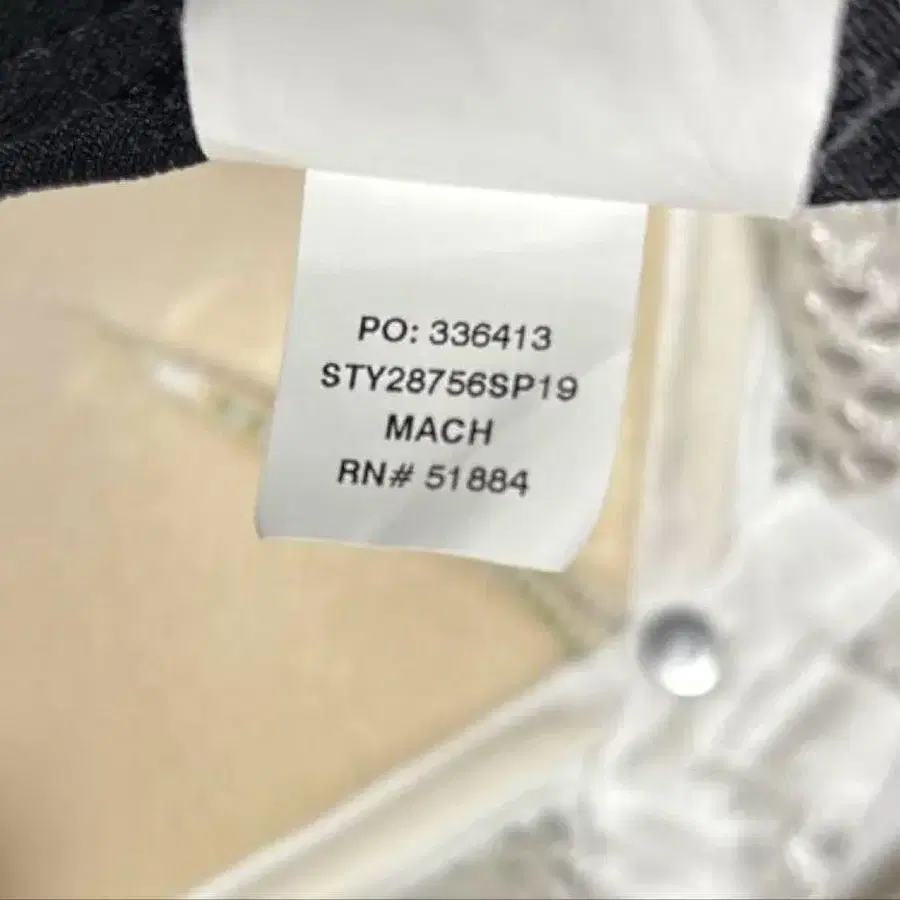 PO: 336413
STY28756SP19
MACH
RN# 51884